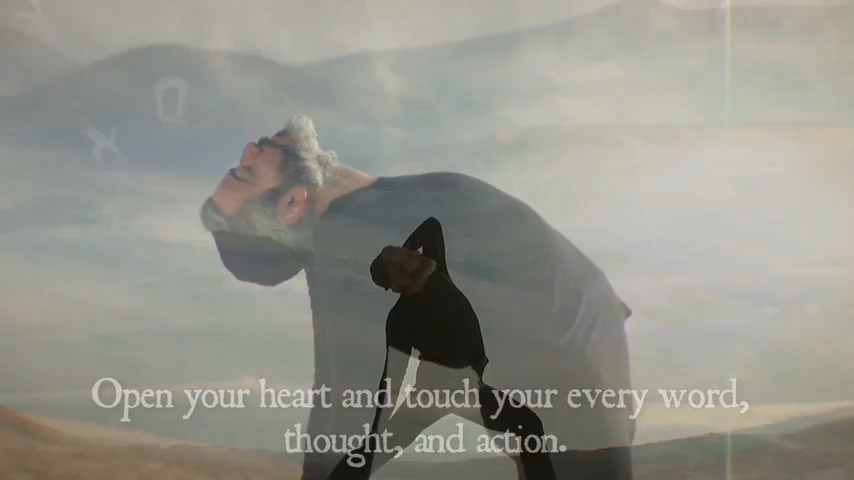 Open your heart and touch your every word,
thought, and action.